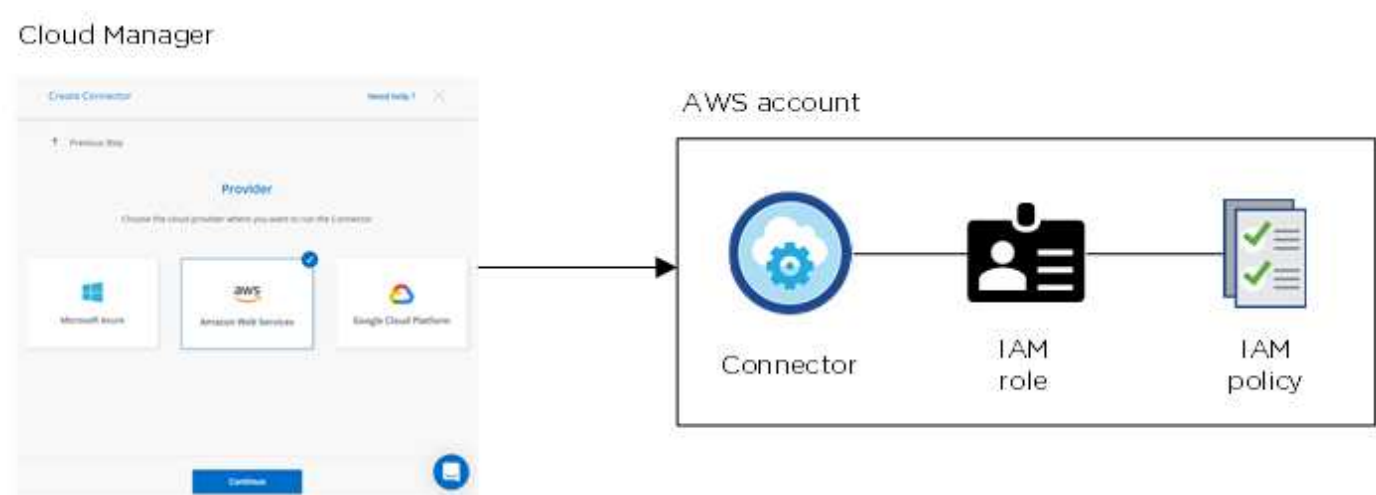 Cloud Manager
Create Connector
Need help ?
Previous Step
Provider
Choose the cloud provider where you want to run the Connector
Microsoft Azure
aws
Amazon Web Services
Google Cloud Platform
Continue
AWS account
Connector
IAM
role
IAM
policy